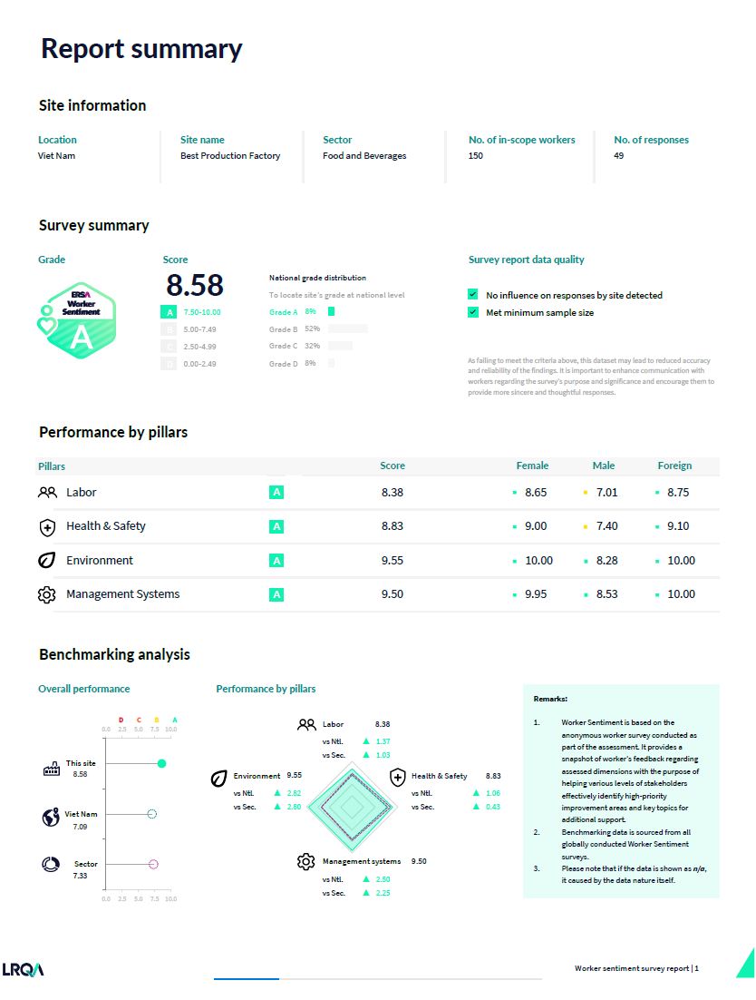 Report summary
Site information
Location
Viet Nam
Site name
Best Production Factory
Sector
Food and Beverages
No. of in-scope workers
150
No. of responses
49
Survey summary
Grade
ERSA
Worker
Sentiment
A
Score
8.58
A 7.50-10.00
B 5.00-7.49
C 2.50-4.99
D 0.00-2.49
National grade distribution
To locate site's grade at national level
Grade A 8%
Grade B 52%
Grade C 32%
Grade D 8%
Survey report data quality
No influence on responses by site detected
Met minimum sample size
As failing to meet the criteria above, this dataset may lead to reduced accuracy
and reliability of the findings. It is important to enhance communication with
workers regarding the survey's purpose and significance and encourage them to
provide more sincere and thoughtful responses.
Performance by pillars
Pillars Score Female Male Foreign
Labor A 8.38 8.65 7.01 8.75
Health & Safety A 8.83 9.00 7.40 9.10
Environment A 9.55 10.00 8.28 10.00
Management Systems A 9.50 9.95 8.53 10.00
Benchmarking analysis
Overall performance
D C B A
0.0 2.5 5.0 7.5 10.0
This site
8.58
Viet Nam
7.09
Sector
7.33
0.0 2.5 5.0 7.5 10.0
Performance by pillars
Labor 8.38
vs Ntl. 1.37
vs Sec. 1.03
Environment 9.55
vs Ntl. 2.62
vs Sec. 2.80
Health & Safety 8.83
vs Ntl. 1.06
vs Sec. 0.43
Management systems 9.50
vs Ntl. 2.50
vs Sec. 2.25
Remarks:
1. Worker Sentiment is based on the
anonymous worker survey conducted as
part of the assessment. It provides a
snapshot of worker's feedback regarding
assessed dimensions with the purpose of
helping various levels of stakeholders
effectively identify high-priority
improvement areas and key topics for
additional support.
2. Benchmarking data is sourced from all
globally conducted Worker Sentiment
surveys.
3. Please note that if the data is shown as n/a,
it caused by the data nature itself.
LRQA
Worker sentiment survey report | 1